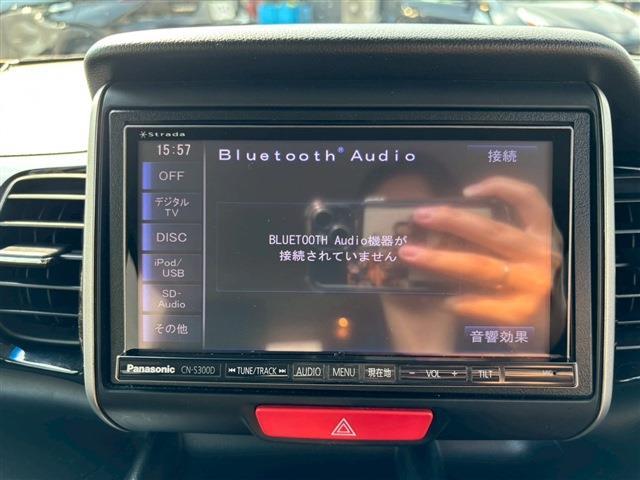 Strada
15:57
Bluetooth® Audio
接続
OFF
デジタル
TV
DISC
iPod/
USB
SD-
Audio
その他
BLUETOOTH Audio機器が
接続されていません
音響効果
Panasonic
CN-S300D
TUNE/TRACK
AUDIO
MENU
現在地
- VOL +
TILT